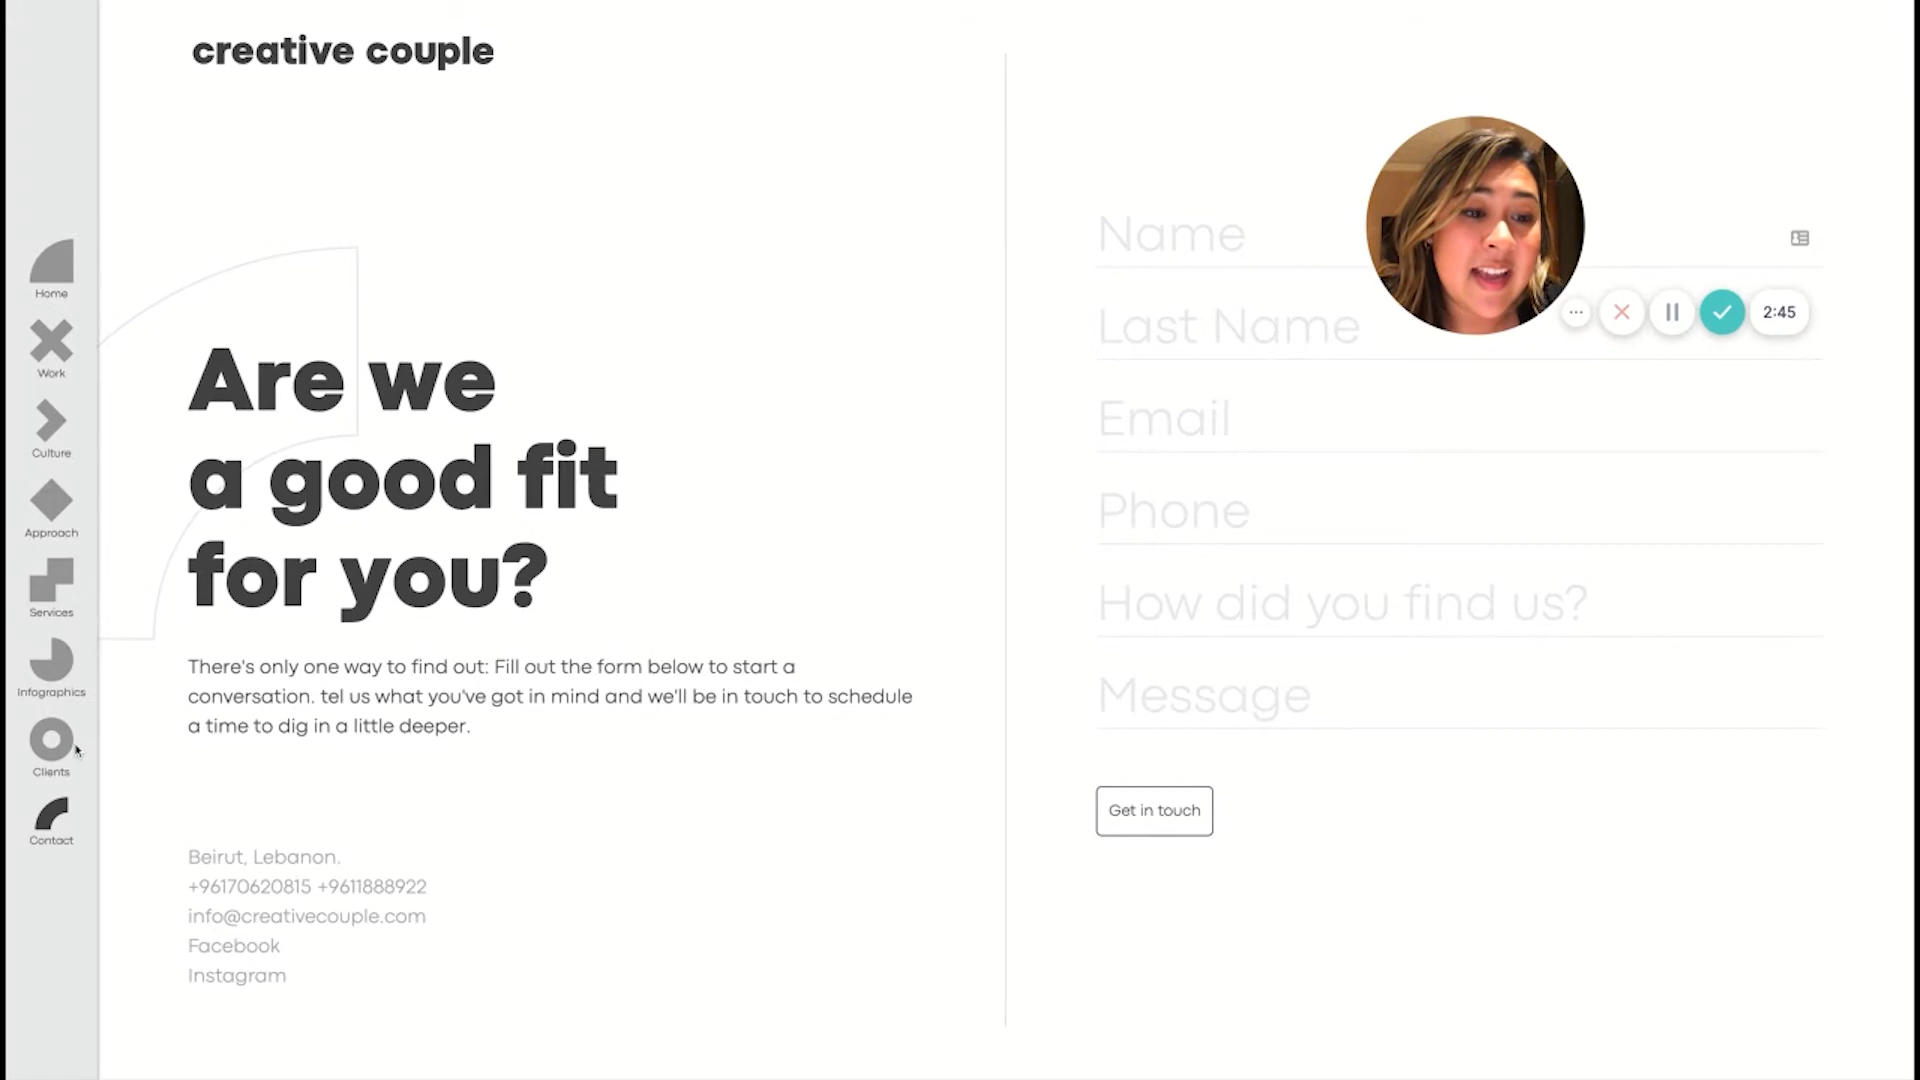 creative couple
Home
Work
Culture
Approach
Services
Infographics
Clients
Contact
Are we
a good fit
for you?
There's only one way to find out: Fill out the form below to start a
conversation. tell us what you've got in mind and we'll be in touch to schedule
a time to dig in a little deeper.
Beirut, Lebanon.
+96170620815 +9611888922
info@creativecouple.com
Facebook
Instagram
Name
Last Name
Email
Phone
How did you find us?
Message
Get in touch
2:45